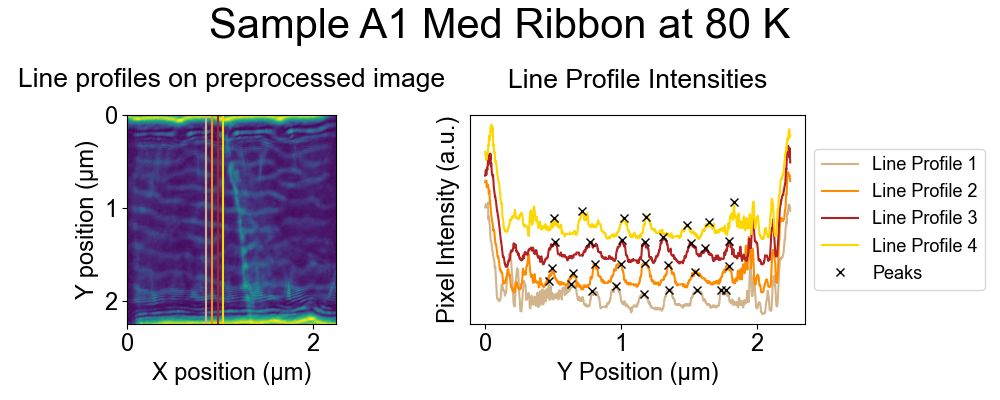 Sample A1 Med Ribbon at 80 K
Line profiles on preprocessed image
Y position (μm)
0
1
2
0
2
X position (μm)
Line Profile Intensities
Pixel Intensity (a.u.)
0
1
2
Y Position (μm)
Line Profile 1
Line Profile 2
Line Profile 3
Line Profile 4
Peaks